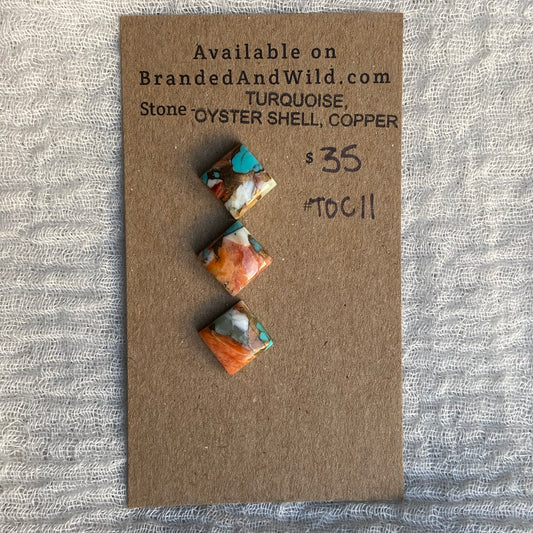 Available on
BrandedAndWild.com
Stone - TURQUOISE,
OYSTER SHELL, COPPER
$ 35
#TOC11